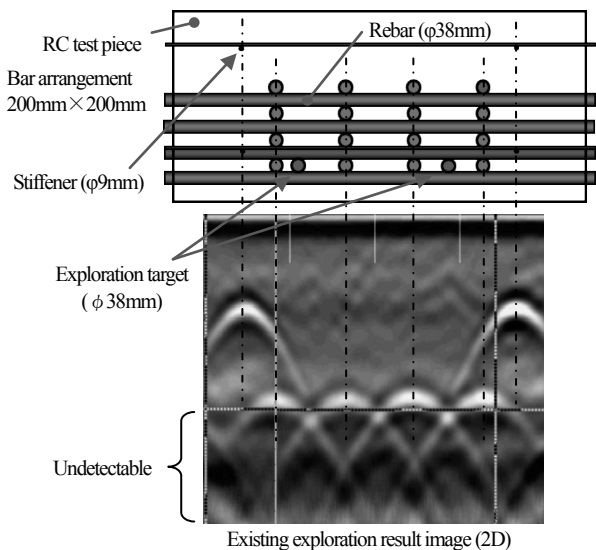 RC test piece
Rebar (φ38mm)
Bar arrangement
200mm×200mm
Stiffener (φ9mm)
Exploration target
( ϕ 38mm)
Undetectable
Existing exploration result image (2D)